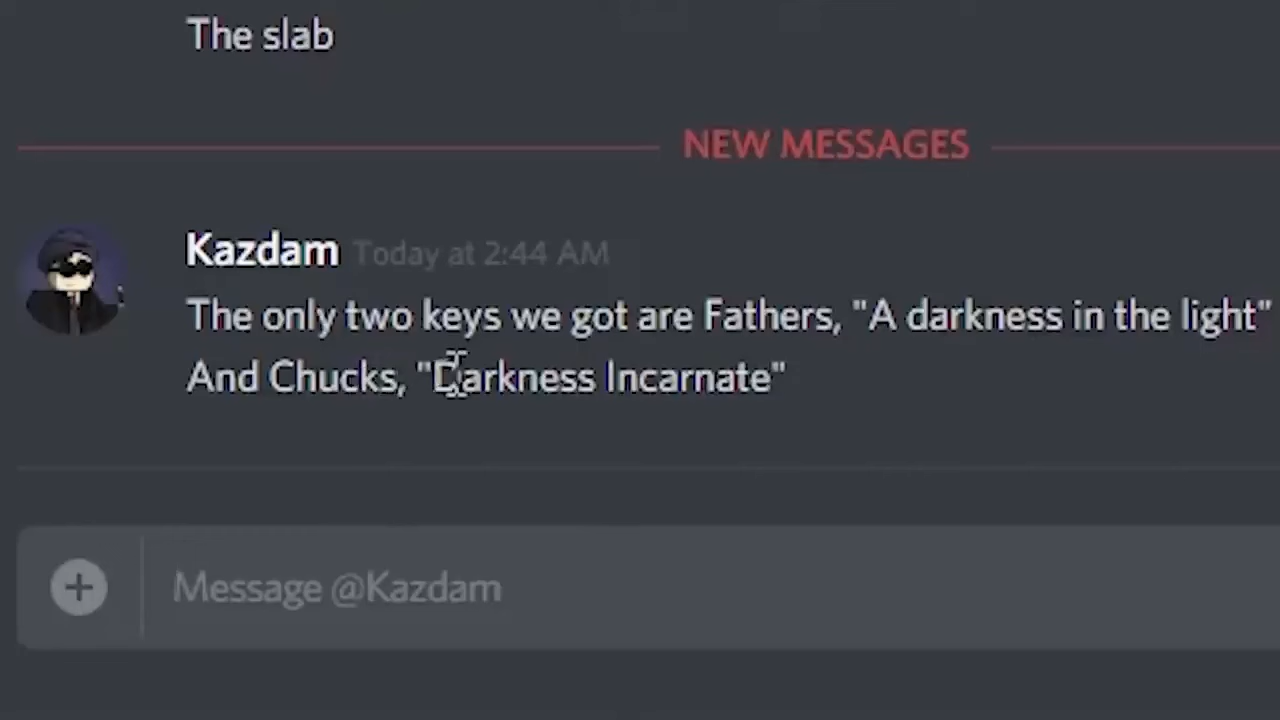 The slab
NEW MESSAGES
Kazdam Today at 2:44 AM
The only two keys we got are Fathers, "A darkness in the light"
And Chucks, "Darkness Incarnate"
Message @Kazdam